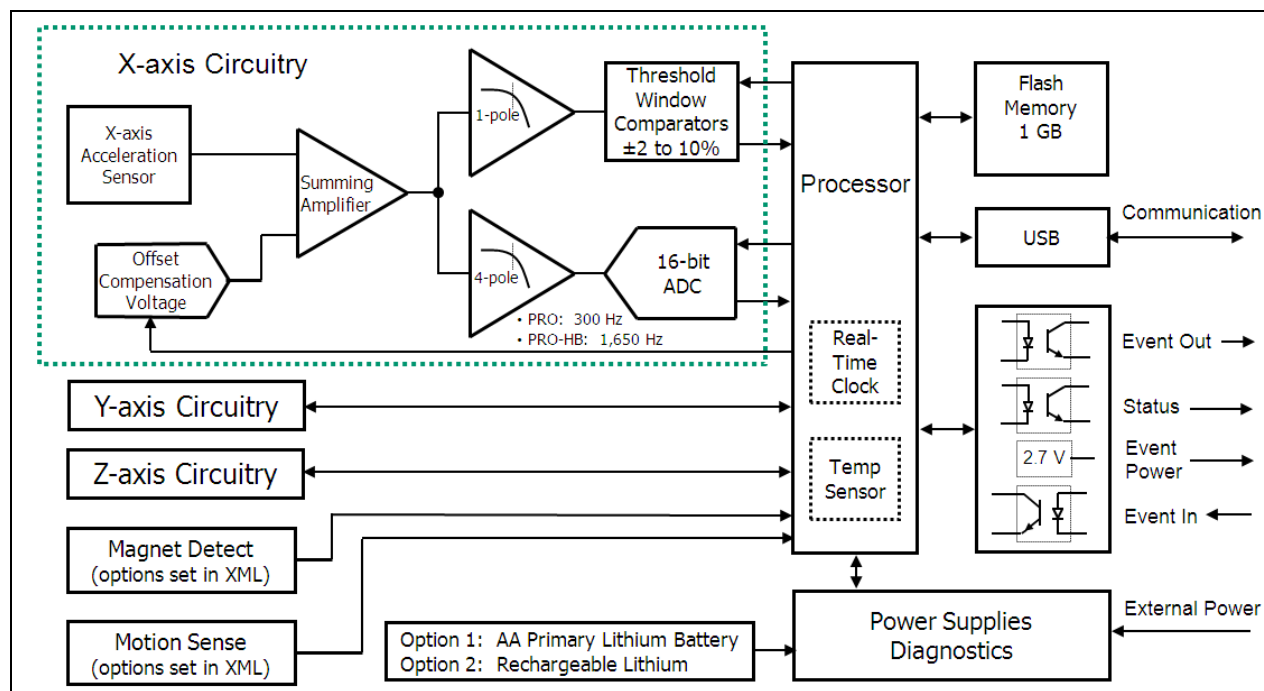 X-axis Circuitry
X-axis
Acceleration
Sensor
Offset
Compensation
Voltage
Summing
Amplifier
1-pole
4-pole
• PRO: 300 Hz
• PRO-HB: 1,650 Hz
Threshold
Window
Comparators
±2 to 10%
16-bit
ADC
Processor
Real-
Time
Clock
Temp
Sensor
Flash
Memory
1 GB
USB
Communication
Event Out
Status
2.7 V
Event
Power
Event In
Y-axis Circuitry
Z-axis Circuitry
Magnet Detect
(options set in XML)
Motion Sense
(options set in XML)
Option 1: AA Primary Lithium Battery
Option 2: Rechargeable Lithium
Power Supplies
Diagnostics
External Power